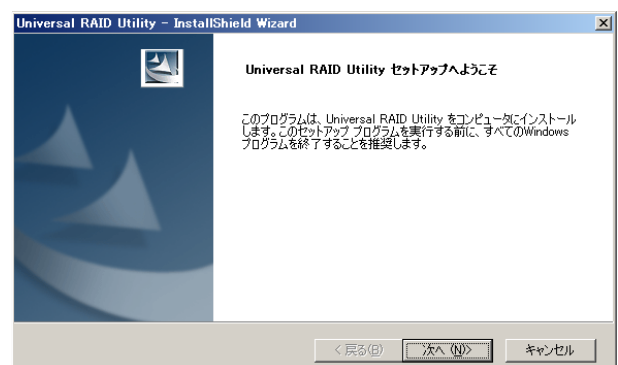 Universal RAID Utility - InstallShield Wizard
Universal RAID Utility セットアップへようこそ
このプログラムは、Universal RAID Utility をコンピュータにインストール
します。このセットアップ プログラムを実行する前に、すべてのWindows
プログラムを終了することを推奨します。
< 戻る(B)
次へ (N)>
キャンセル